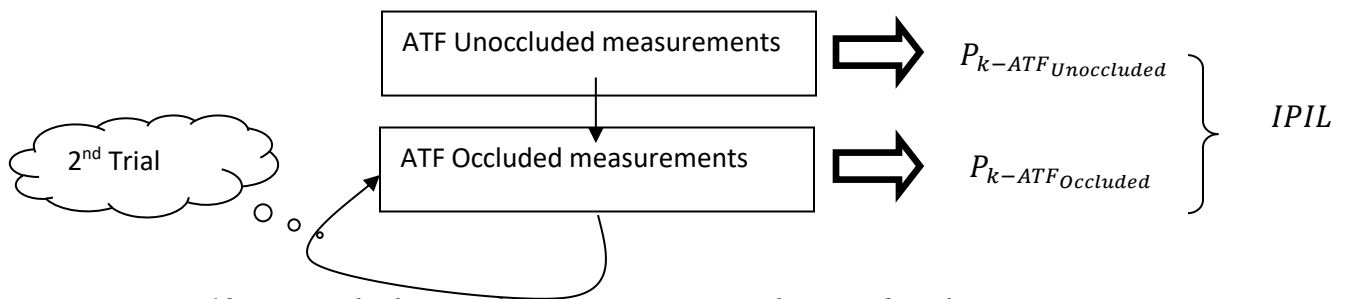 ATF Unoccluded measurements
P_{k-ATF_{Unoccluded}}
IPIL
2nd Trial
ATF Occluded measurements
P_{k-ATF_{Occluded}}